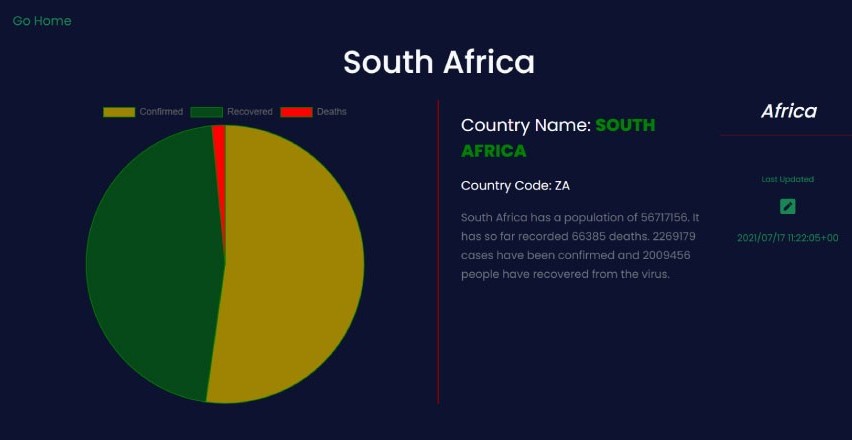 Go Home
South Africa
Confirmed Recovered Deaths
Country Name: SOUTH
AFRICA
Country Code: ZA
South Africa has a population of 56717156. It
has so far recorded 66385 deaths. 2269179
cases have been confirmed and 2009456
people have recovered from the virus.
Africa
Last Updated
2021/07/17 11:22:05+00